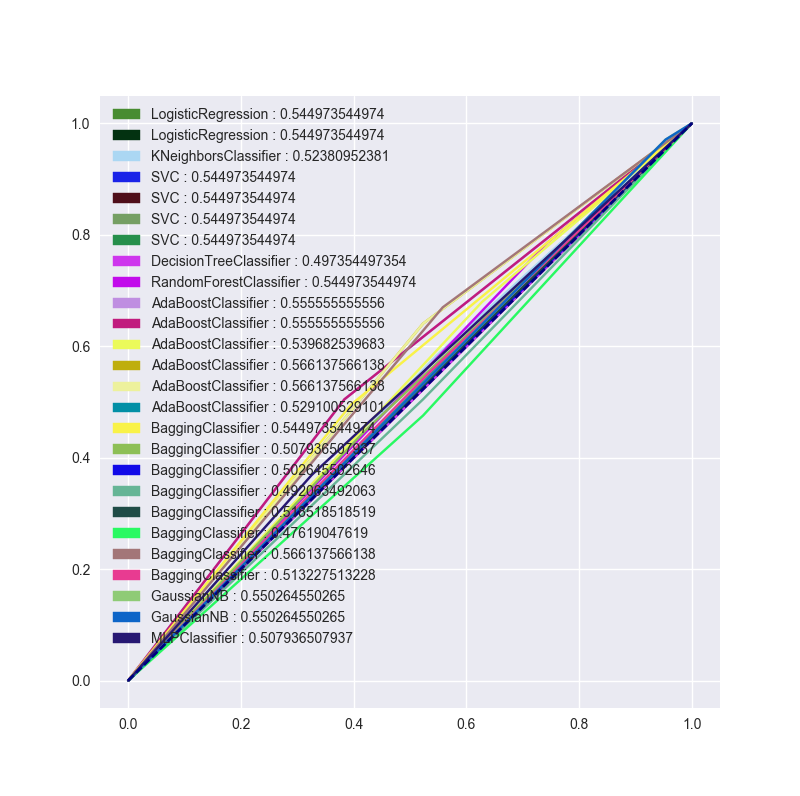 LogisticRegression : 0.544973544974
LogisticRegression : 0.544973544974
KNeighborsClassifier : 0.52380952381
SVC : 0.544973544974
SVC : 0.544973544974
SVC : 0.544973544974
SVC : 0.544973544974
DecisionTreeClassifier : 0.497354497354
RandomForestClassifier : 0.544973544974
AdaBoostClassifier : 0.555555555556
AdaBoostClassifier : 0.555555555556
AdaBoostClassifier : 0.539682539683
AdaBoostClassifier : 0.566137566138
AdaBoostClassifier : 0.566137566138
AdaBoostClassifier : 0.529100529101
BaggingClassifier : 0.544973544974
BaggingClassifier : 0.507936507937
BaggingClassifier : 0.502645502646
BaggingClassifier : 0.492063492063
BaggingClassifier : 0.518518518519
BaggingClassifier : 0.47619047619
BaggingClassifier : 0.566137566138
BaggingClassifier : 0.513227513228
GaussianNB : 0.550264550265
GaussianNB : 0.550264550265
MLPClassifier : 0.507936507937
1.0
0.8
0.6
0.4
0.2
0.0
0.0 0.2 0.4 0.6 0.8 1.0